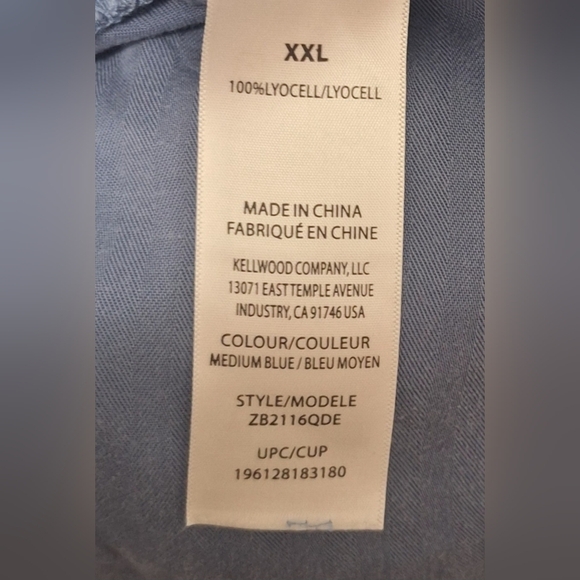 XXL
100%LYOCELL/LYOCELL
MADE IN CHINA
FABRIQUÉ EN CHINE
KELLWOOD COMPANY, LLC
13071 EAST TEMPLE AVENUE
INDUSTRY, CA 91746 USA
COLOUR/COULEUR
MEDIUM BLUE / BLEU MOYEN
STYLE/MODELE
ZB2116QDE
UPC/CUP
196128183180